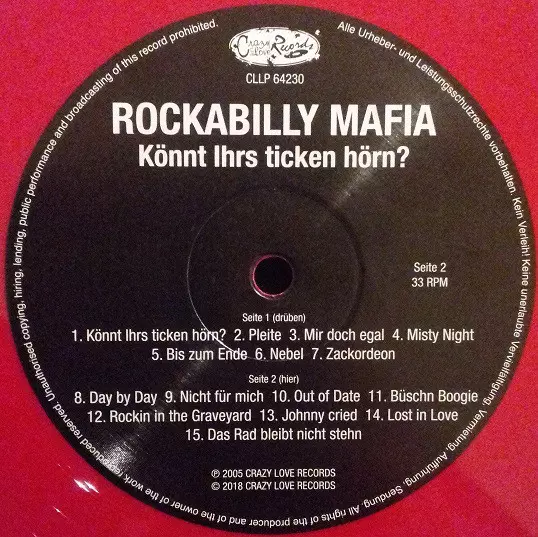 Crazy Love Records
CLLP 64230
ROCKABILLY MAFIA
Könnt Ihrs ticken hörn?
Seite 2
33 RPM
Seite 1 (drüben)
1. Könnt Ihrs ticken hörn? 2. Pleite 3. Mir doch egal 4. Misty Night
5. Bis zum Ende 6. Nebel 7. Zackordeon
Seite 2 (hier)
8. Day by Day 9. Nicht für mich 10. Out of Date 11. Büschn Boogie
12. Rockin in the Graveyard 13. Johnny cried 14. Lost in Love
15. Das Rad bleibt nicht stehn
℗ 2005 CRAZY LOVE RECORDS
© 2018 CRAZY LOVE RECORDS
Alle Urheber- und Leistungsschutzrechte vorbehalten. Kein Verleih! Keine unerlaubte Vervielfältigung, Vermietung, Aufführung, Sendung. All rights of the producer and of the owner of the work reproduced reserved. Unauthorised copying, hiring, lending, public performance and broadcasting of this record prohibited.